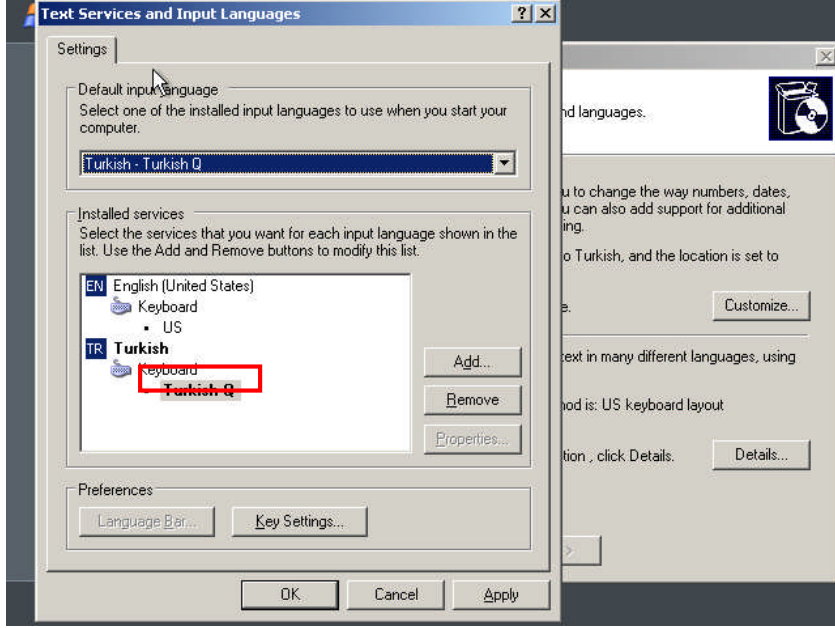 Text Services and Input Languages
Settings
Default input language
Select one of the installed input languages to use when you start your
computer.
Turkish - Turkish Q
Installed services
Select the services that you want for each input language shown in the
list. Use the Add and Remove buttons to modify this list.
EN English (United States)
Keyboard
• US
TR Turkish
Keyboard
• Turkish Q
Add...
Remove
Properties...
Preferences
Language Bar...
Key Settings...
OK
Cancel
Apply
nd languages.
u to change the way numbers, dates,
u can also add support for additional
ing.
o Turkish, and the location is set to
e.
Customize...
text in many different languages, using
nod is: US keyboard layout
tion , click Details.
Details...
>